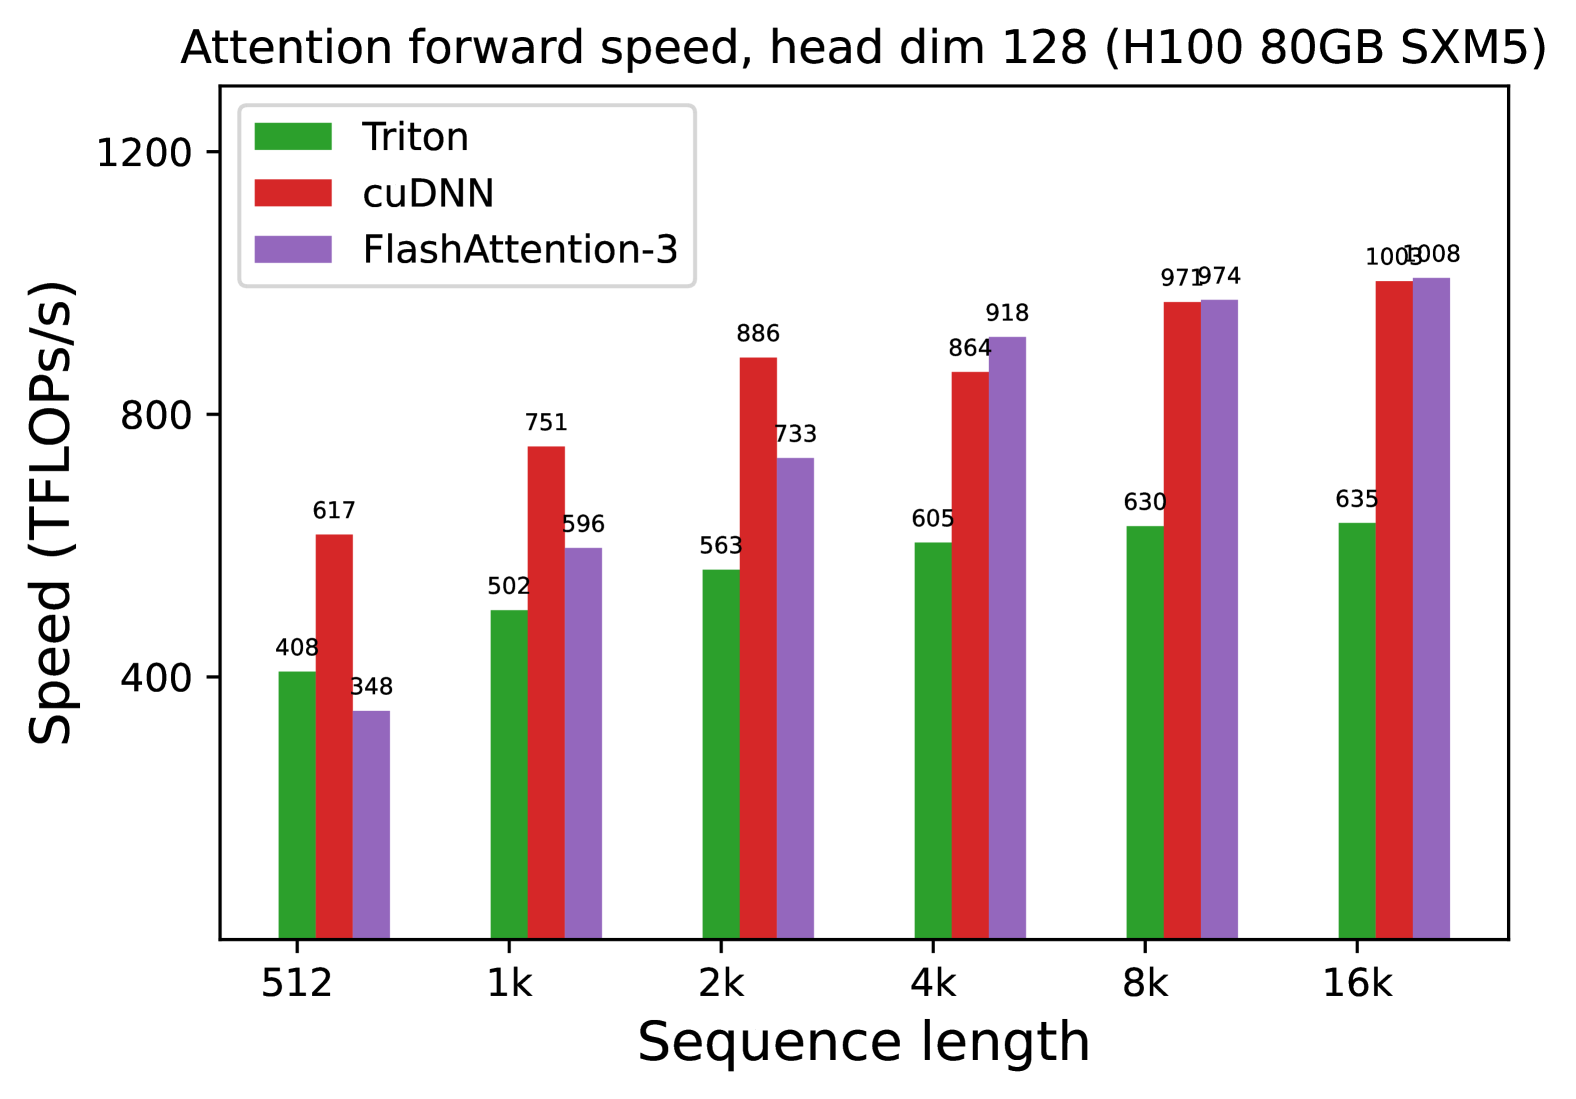 Attention forward speed, head dim 128 (H100 80GB SXM5)
Triton
cuDNN
FlashAttention-3
Speed (TFLOPs/s)
1200
800
400
408
617
348
502
751
596
563
886
733
605
864
918
630
971
974
635
1003
1008
512
1k
2k
4k
8k
16k
Sequence length